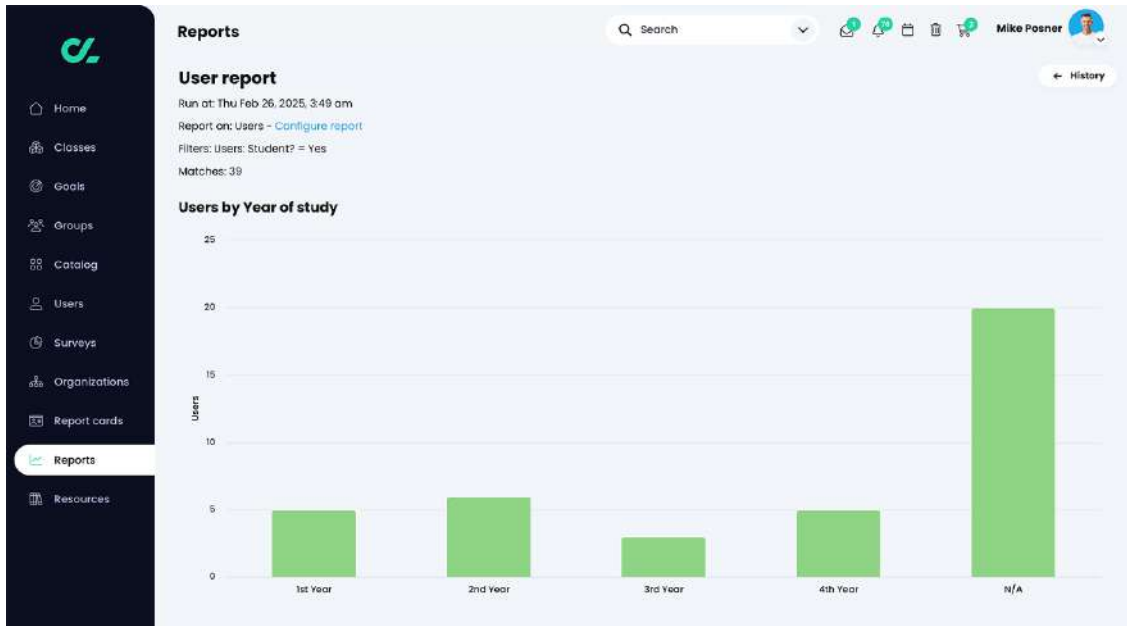 Reports
Search
1
74
2
Mike Posner
User report
← History
Run at: Thu Feb 26, 2025, 3:49 am
Report on: Users - Configure report
Filters: Users: Student? = Yes
Matches: 39
Home
Classes
Goals
Groups
Catalog
Users
Surveys
Organizations
Report cards
Reports
Resources
Users by Year of study
25
20
15
10
5
0
Users
1st Year
2nd Year
3rd Year
4th Year
N/A